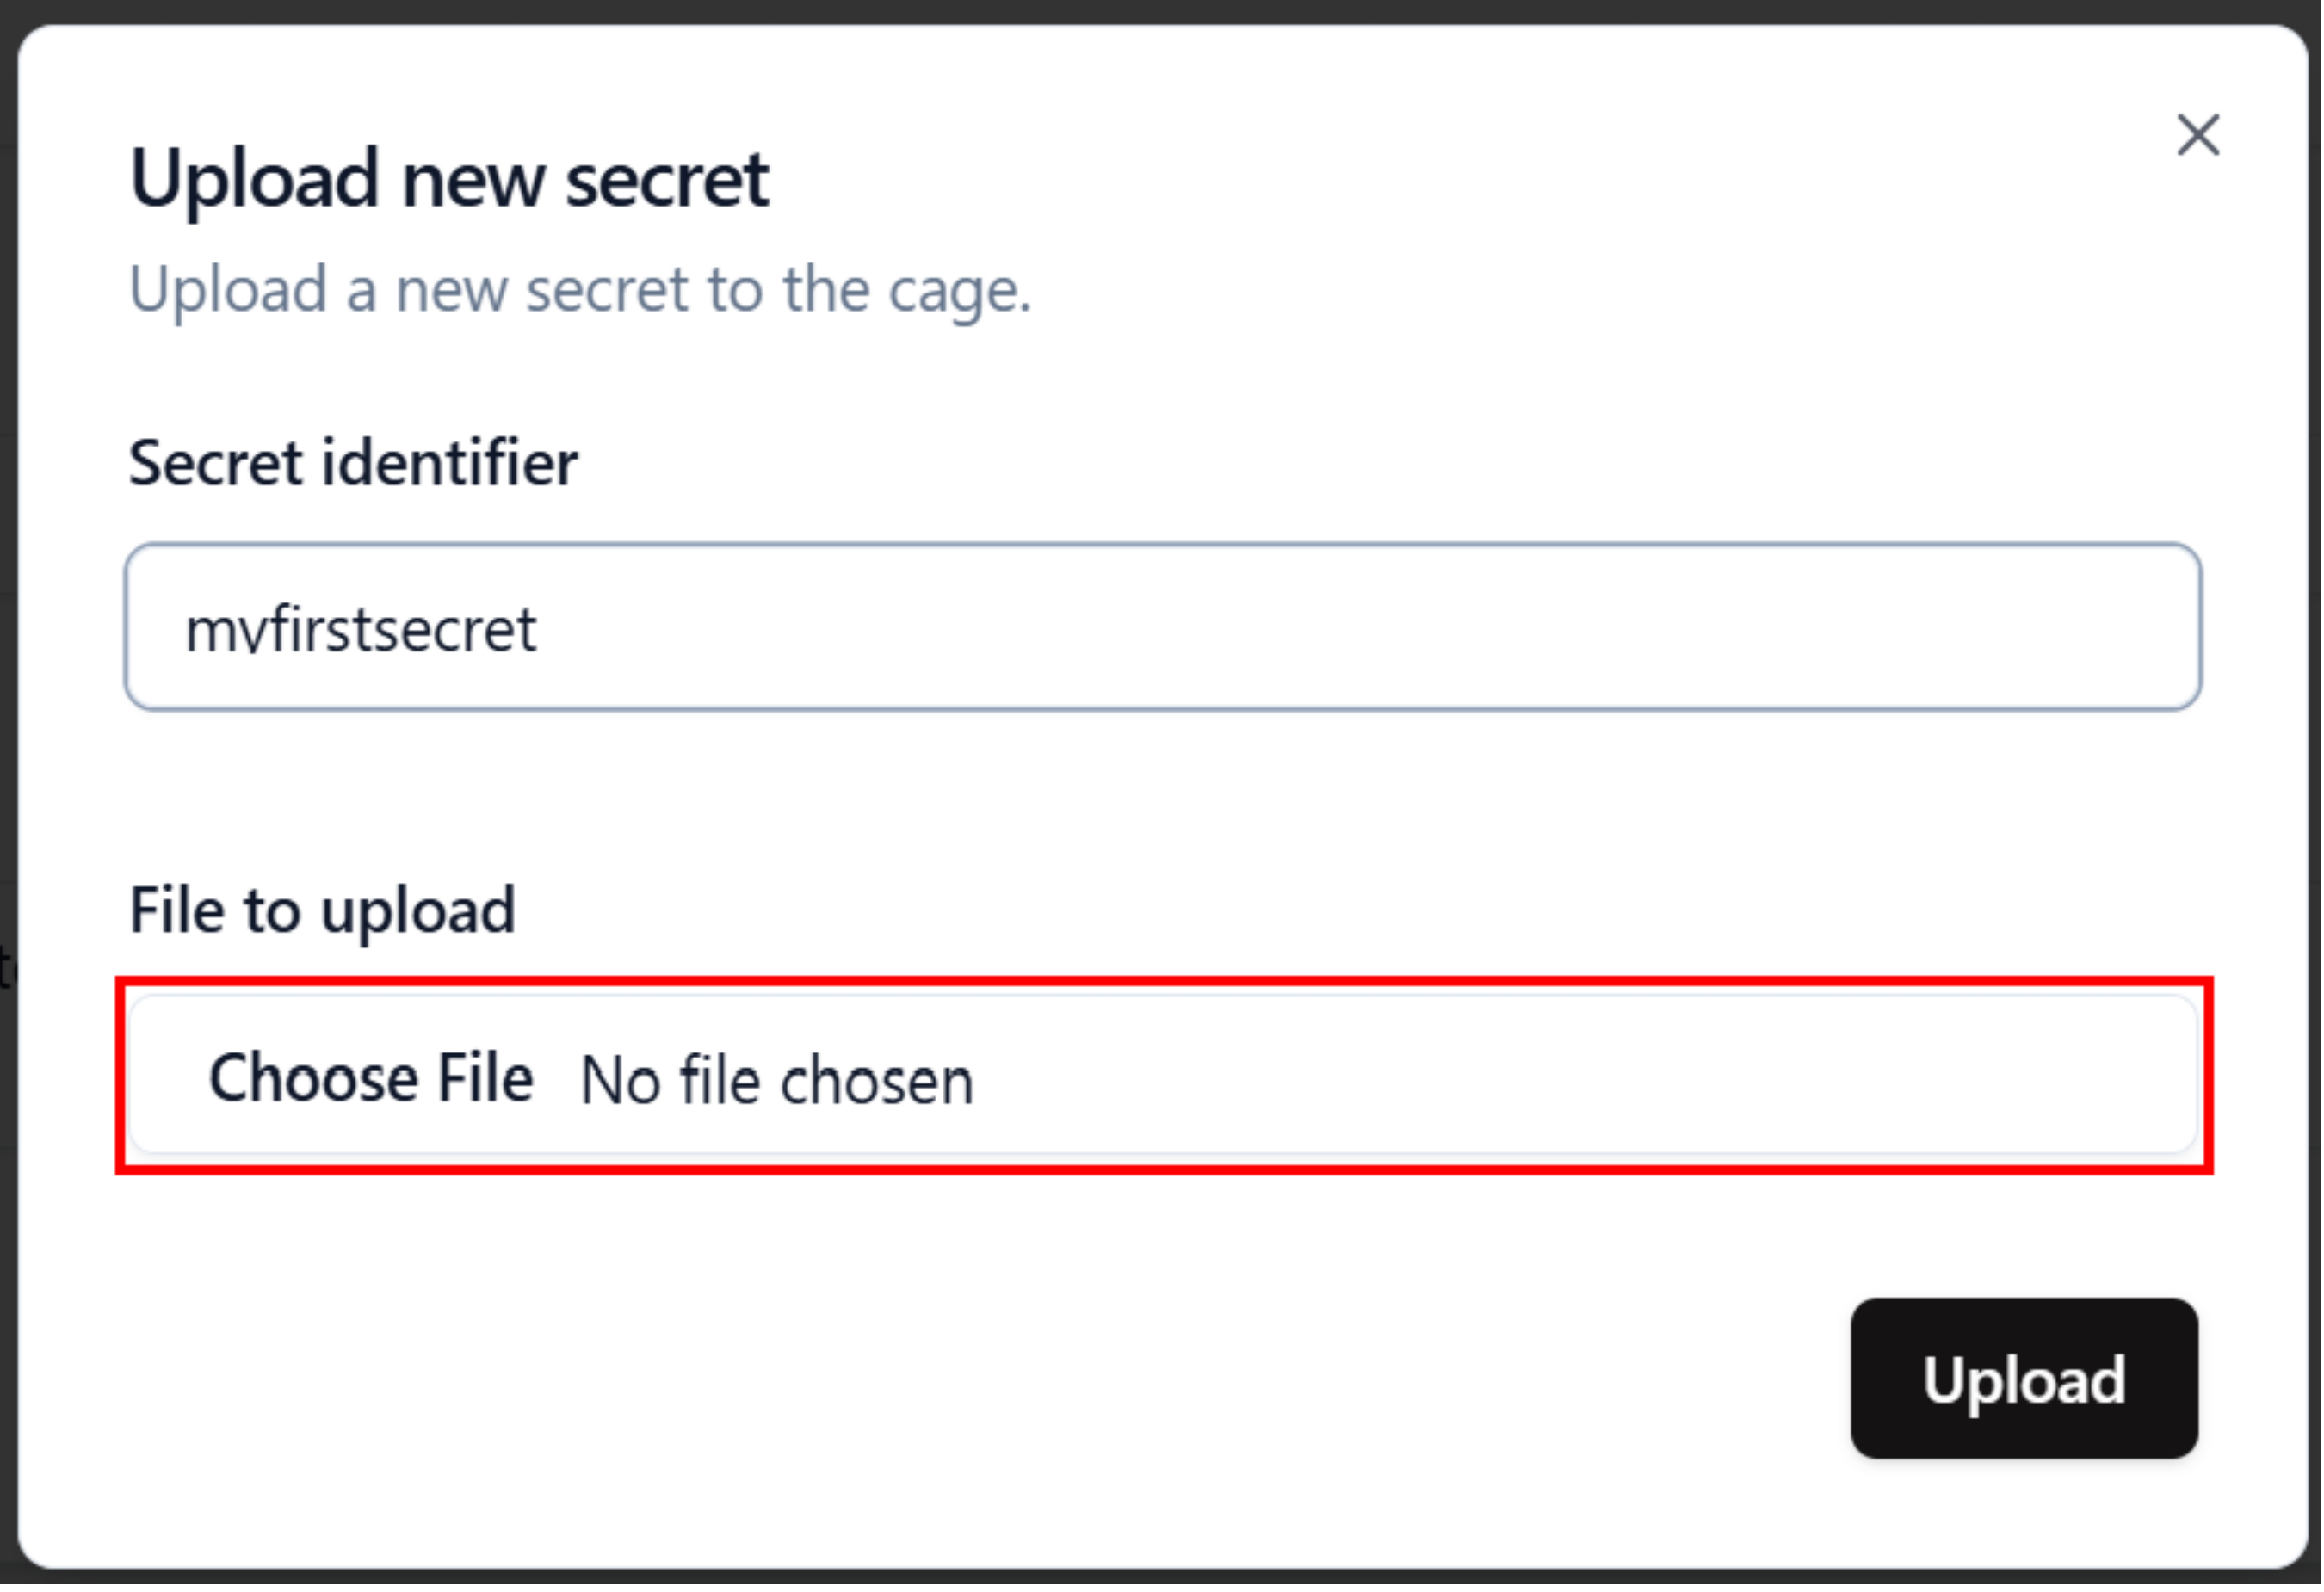 Upload new secret
Upload a new secret to the cage.
Secret identifier
myfirstsecret
File to upload
Choose File No file chosen
Upload